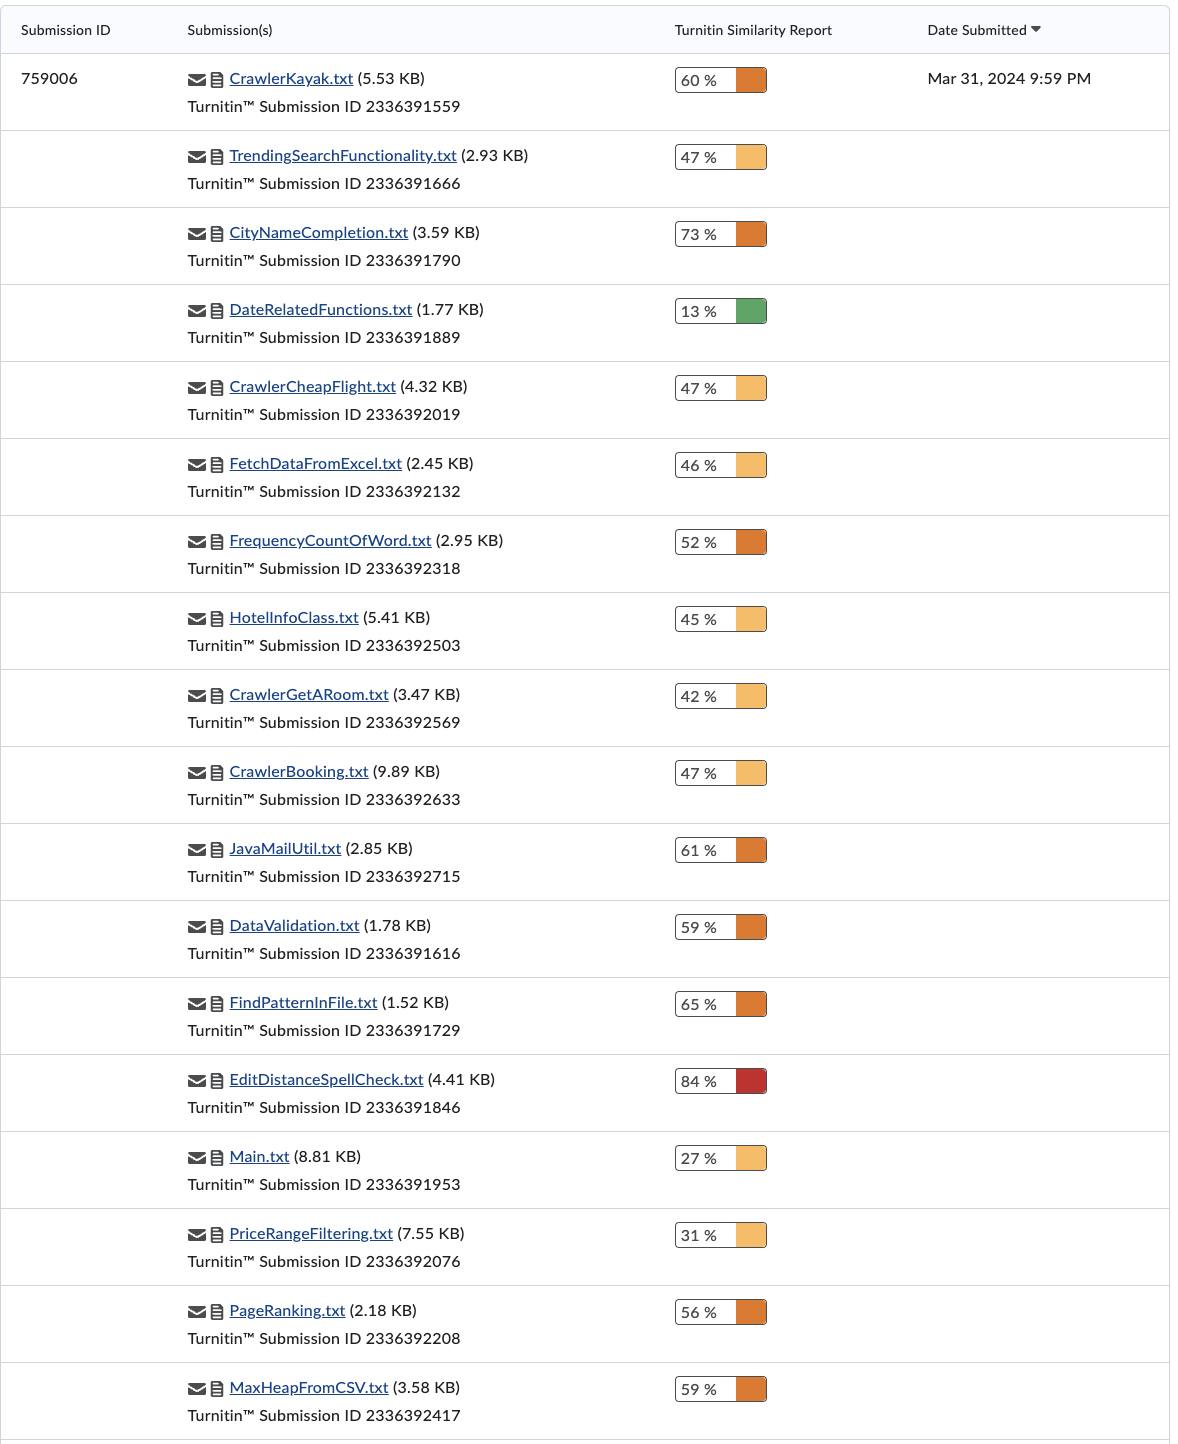 Submission ID Submission(s) Turnitin Similarity Report Date Submitted
759006 CrawlerKayak.txt (5.53 KB) 60 % Mar 31, 2024 9:59 PM
Turnitin™ Submission ID 2336391559
TrendingSearchFunctionality.txt (2.93 KB) 47 %
Turnitin™ Submission ID 2336391666
CityNameCompletion.txt (3.59 KB) 73 %
Turnitin™ Submission ID 2336391790
DateRelatedFunctions.txt (1.77 KB) 13 %
Turnitin™ Submission ID 2336391889
CrawlerCheapFlight.txt (4.32 KB) 47 %
Turnitin™ Submission ID 2336392019
FetchDataFromExcel.txt (2.45 KB) 46 %
Turnitin™ Submission ID 2336392132
FrequencyCountOfWord.txt (2.95 KB) 52 %
Turnitin™ Submission ID 2336392318
HotelInfoClass.txt (5.41 KB) 45 %
Turnitin™ Submission ID 2336392503
CrawlerGetARoom.txt (3.47 KB) 42 %
Turnitin™ Submission ID 2336392569
CrawlerBooking.txt (9.89 KB) 47 %
Turnitin™ Submission ID 2336392633
JavaMailUtil.txt (2.85 KB) 61 %
Turnitin™ Submission ID 2336392715
DataValidation.txt (1.78 KB) 59 %
Turnitin™ Submission ID 2336391616
FindPatternInFile.txt (1.52 KB) 65 %
Turnitin™ Submission ID 2336391729
EditDistanceSpellCheck.txt (4.41 KB) 84 %
Turnitin™ Submission ID 2336391846
Main.txt (8.81 KB) 27 %
Turnitin™ Submission ID 2336391953
PriceRangeFiltering.txt (7.55 KB) 31 %
Turnitin™ Submission ID 2336392076
PageRanking.txt (2.18 KB) 56 %
Turnitin™ Submission ID 2336392208
MaxHeapFromCSV.txt (3.58 KB) 59 %
Turnitin™ Submission ID 2336392417